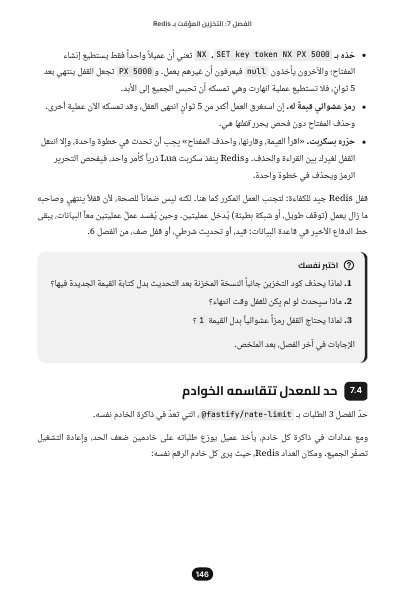 الفصل 7: التخزين المؤقت بـ Redis
• خذه بـ SET key token NX PX 5000. NX تعني أن عميلاً واحداً فقط يستطيع إنشاء
المفتاح؛ والآخرون يأخذون null فيعرفون أن غيرهم يعمل. و PX 5000 تجعل القفل ينتهي بعد
5 ثوانٍ، فلا تستطيع عملية انهارت وهي تمسكه أن تحبس الجميع إلى الأبد.
• رمز عشوائي قيمةً له. إن استغرق العمل أكثر من 5 ثوانٍ انتهى القفل، وقد تمسكه الآن عملية أخرى.
وحذف المفتاح دون فحص يحرر قفلها هي.
• حرّره بسكربت. «اقرأ القيمة، وقارنها، واحذف المفتاح» يجب أن تحدث في خطوة واحدة، وإلا انتقل
القفل لغيرك بين القراءة والحذف. وRedis ينفذ سكربت Lua ذرياً كأمر واحد، فيفحص التحرير
الرمز ويحذف في خطوة واحدة.
قفل Redis جيد للكفاءة: لتجنب العمل المكرر كما هنا. لكنه ليس ضماناً للصحة، لأن قفلاً ينتهي وصاحبه
ما زال يعمل (توقف طويل، أو شبكة بطيئة) يُدخل عمليتين. وحين يُفسد عملُ عمليتين معاً البيانات، يبقى
خط الدفاع الأخير في قاعدة البيانات: قيد، أو تحديث شرطي، أو قفل صف، من الفصل 6.
اختبر نفسك
1. لماذا يحذف كود التخزين جانباً النسخة المخزنة بعد التحديث بدل كتابة القيمة الجديدة فيها؟
2. ماذا سيحدث لو لم يكن للقفل وقت انتهاء؟
3. لماذا يحتاج القفل رمزاً عشوائياً بدل القيمة 1 ؟
الإجابات في آخر الفصل، بعد الملخص.
7.4 حد للمعدل تتقاسمه الخوادم
حدّ الفصل 3 الطلبات بـ @fastify/rate-limit، التي تعدّ في ذاكرة الخادم نفسه.
ومع عدادات في ذاكرة كل خادم، يأخذ عميل يوزع طلباته على خادمين ضعف الحد، وإعادة التشغيل
تصفّر الجميع. ومكان العداد Redis، حيث يرى كل خادم الرقم نفسه:
146